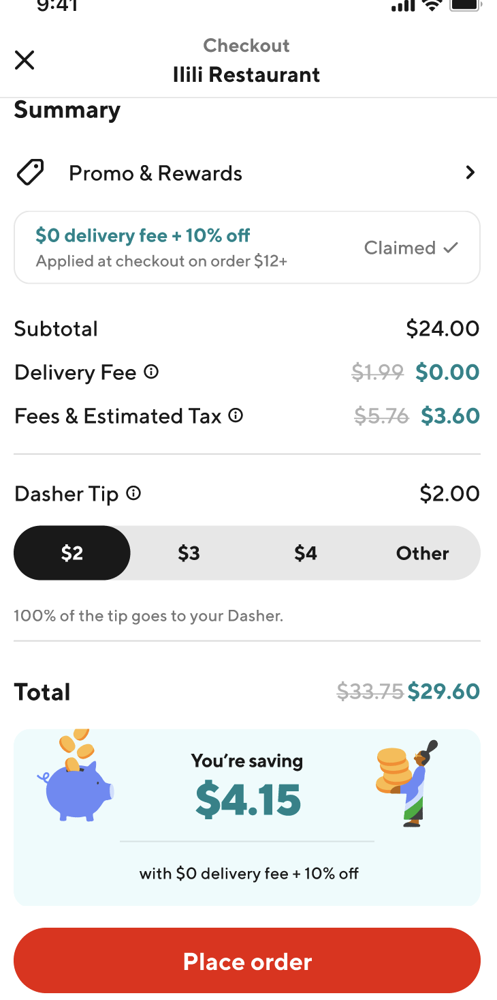 9:41
Checkout
Ilili Restaurant
Summary
Promo & Rewards
$0 delivery fee + 10% off
Applied at checkout on order $12+
Claimed
Subtotal $24.00
Delivery Fee $1.99 $0.00
Fees & Estimated Tax $5.76 $3.60
Dasher Tip $2.00
$2 $3 $4 Other
100% of the tip goes to your Dasher.
Total $33.75 $29.60
You’re saving
$4.15
with $0 delivery fee + 10% off
Place order